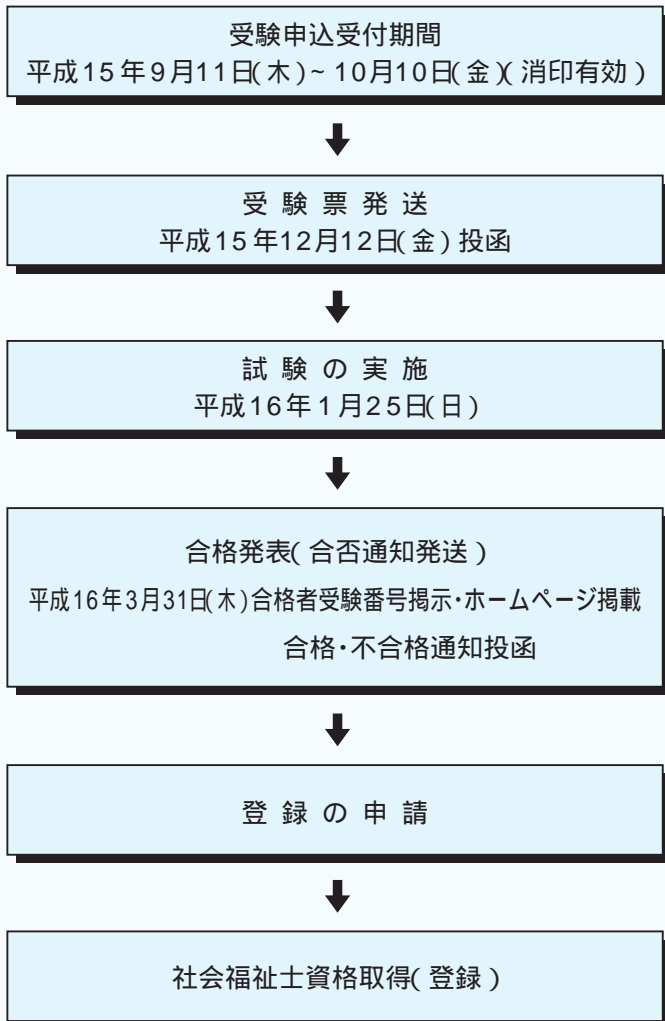 受験申込受付期間
平成15年9月11日(木)~10月10日(金)(消印有効)
受験票発送
平成15年12月12日(金)投函
試験の実施
平成16年1月25日(日)
合格発表(合否通知発送)
平成16年3月31日(木)合格者受験番号掲示・ホームページ掲載
合格・不合格通知投函
登録の申請
社会福祉士資格取得(登録)